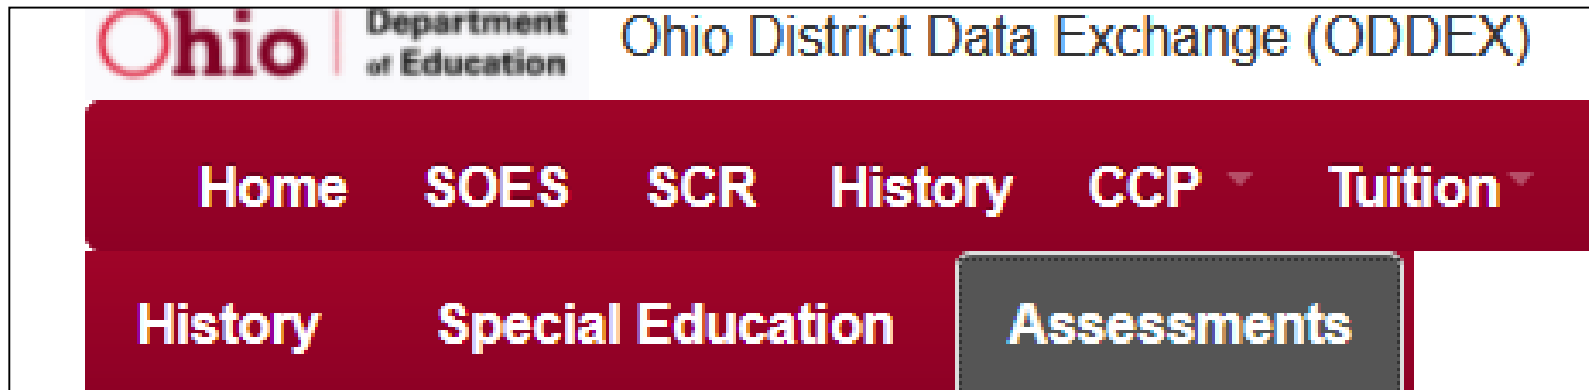 Ohio Department of Education Ohio District Data Exchange (ODDEX)
Home SOES SCR History CCP Tuition
History Special Education Assessments